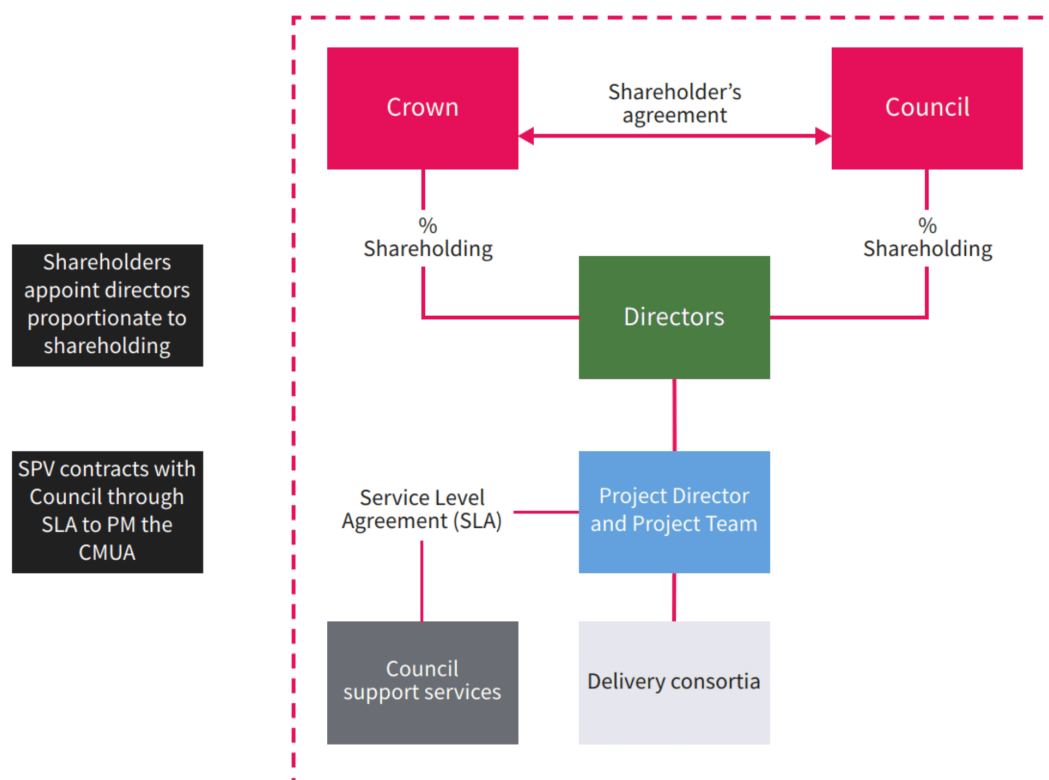 Crown
Shareholder's
agreement
Council
%
Shareholding
%
Shareholding
Shareholders
appoint directors
proportionate to
shareholding
Directors
SPV contracts with
Council through
SLA to PM the
CMUA
Service Level
Agreement (SLA)
Project Director
and Project Team
Council
support services
Delivery consortia